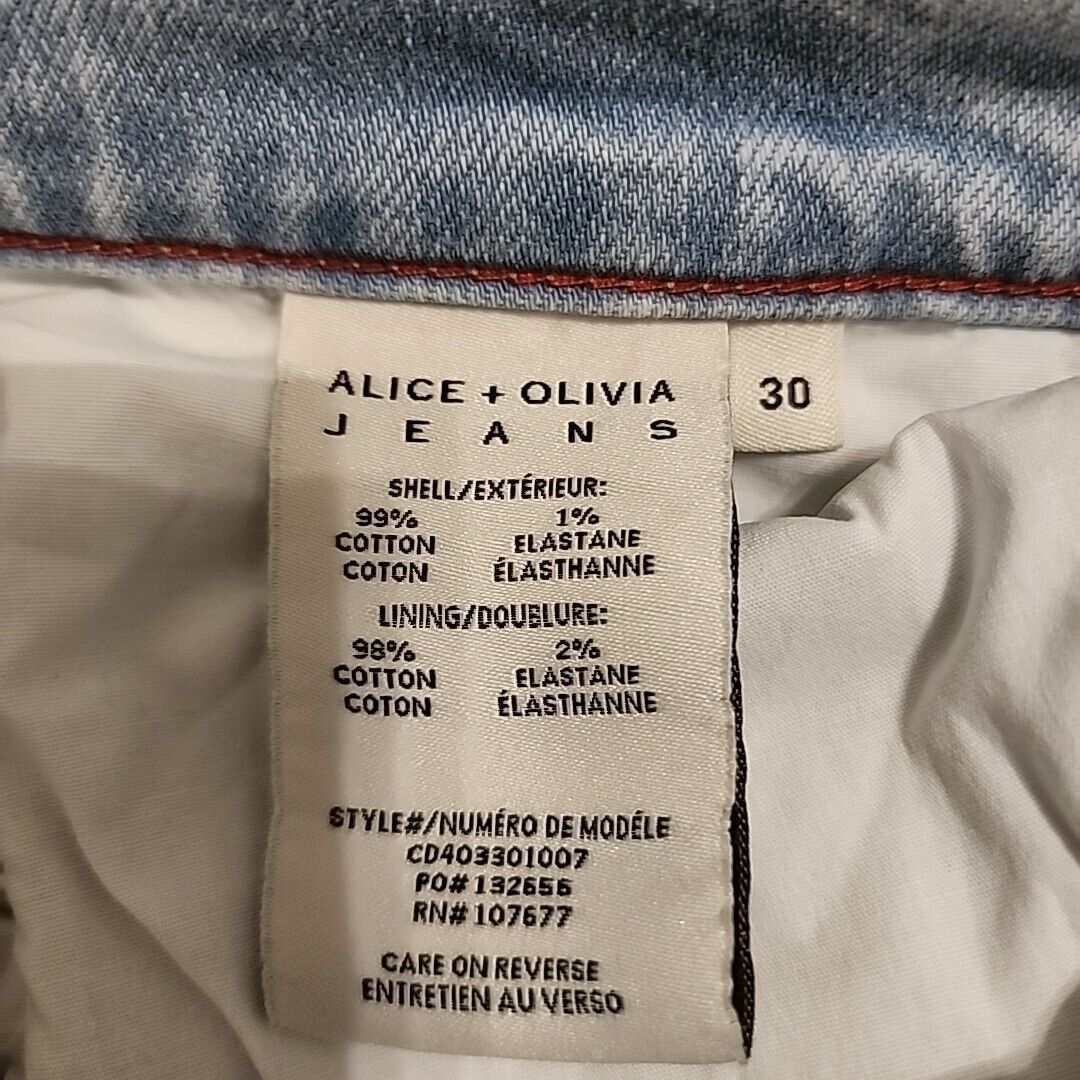 ALICE + OLIVIA
JEANS
30
SHELL/EXTÉRIEUR:
99% 1%
COTTON ELASTANE
COTON ÉLASTHANNE
LINING/DOUBLURE:
98% 2%
COTTON ELASTANE
COTON ÉLASTHANNE
STYLE#/NUMÉRO DE MODÉLE
CD403301007
PO# 132656
RN# 107677
CARE ON REVERSE
ENTRETIEN AU VERSO